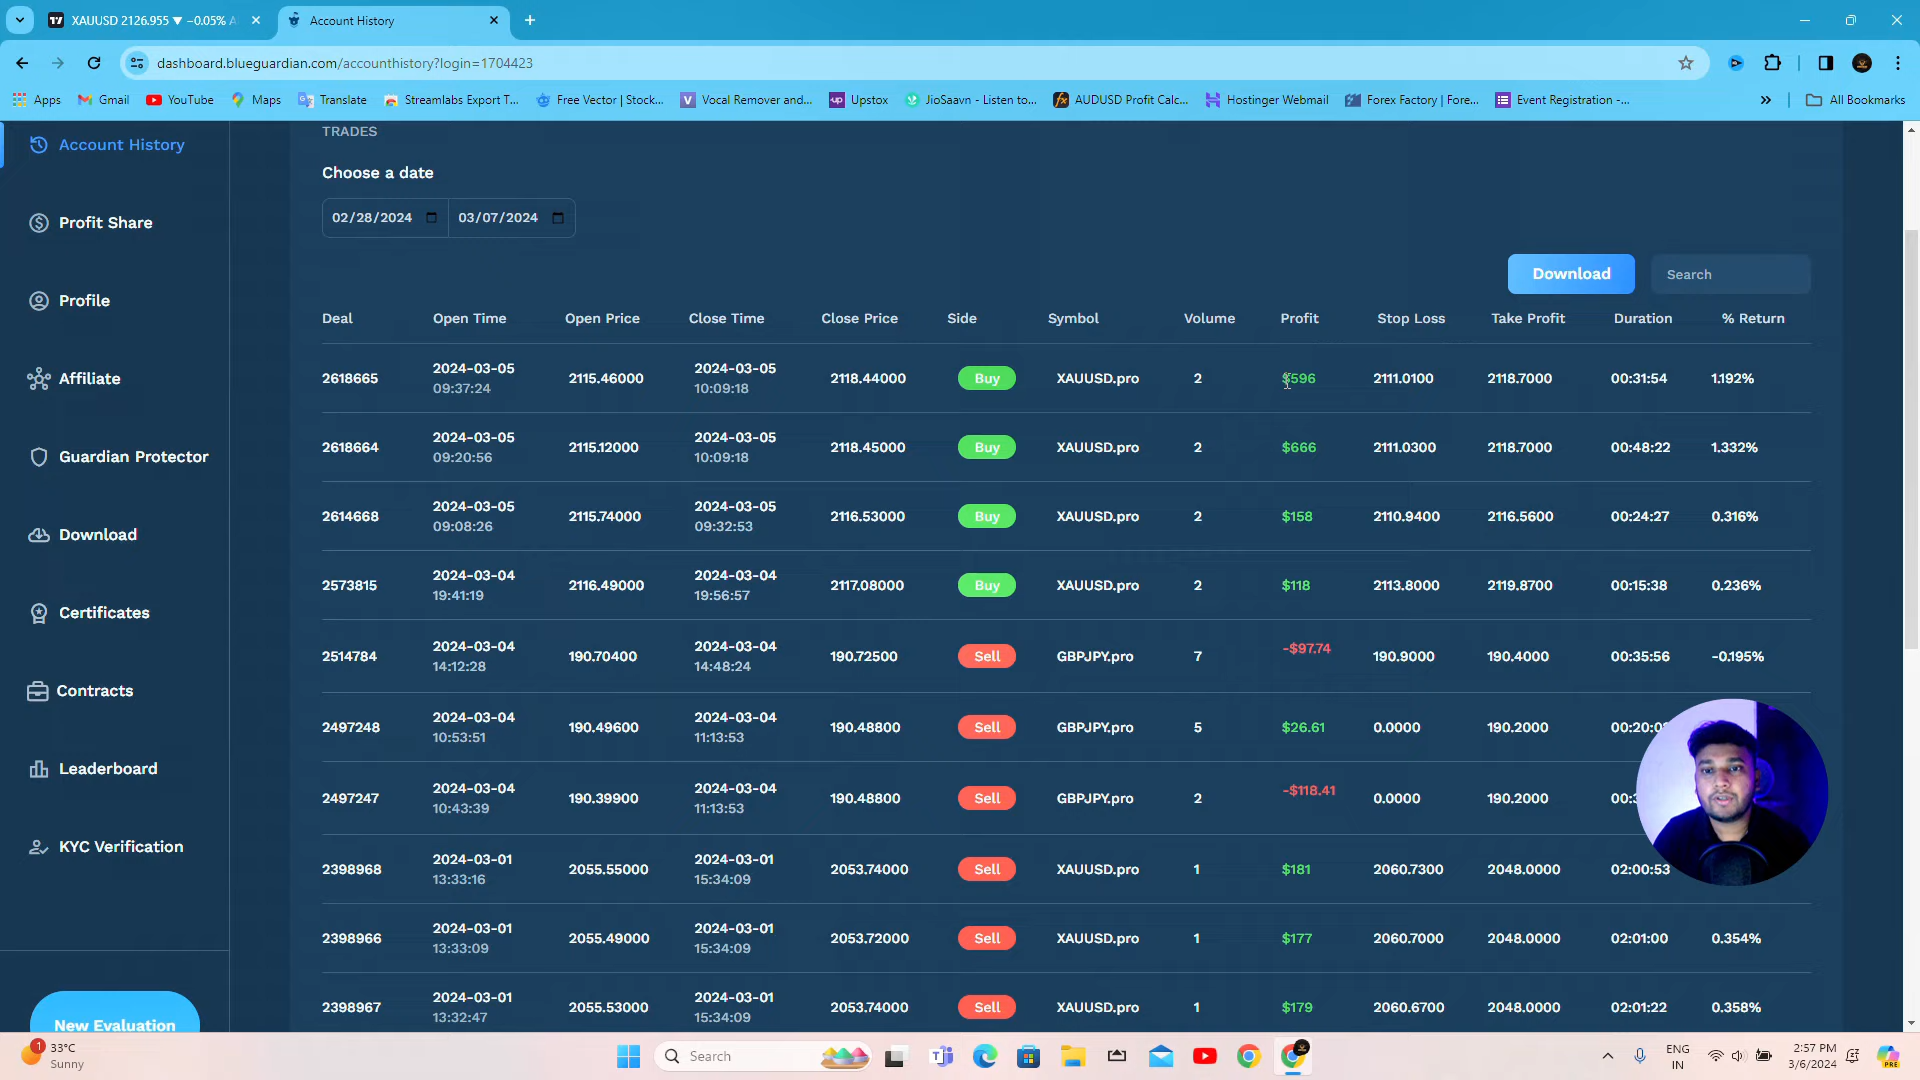 XAUUSD 2126.955 ▼ −0.05%
Account History
dashboard.blueguardian.com/accounthistory?login=1704423
Apps Gmail YouTube Maps Translate Streamlabs Export T... Free Vector | Stock... Vocal Remover and... Upstox JioSaavn - Listen to... AUDUSD Profit Calc... Hostinger Webmail Forex Factory | Fore... Event Registration -... All Bookmarks
Account History
Profit Share
Profile
Affiliate
Guardian Protector
Download
Certificates
Contracts
Leaderboard
KYC Verification
New Evaluation
TRADES
Choose a date
02/28/2024 03/07/2024
Download Search
Deal Open Time Open Price Close Time Close Price Side Symbol Volume Profit Stop Loss Take Profit Duration % Return
2618665 2024-03-05 09:37:24 2115.46000 2024-03-05 10:09:18 2118.44000 Buy XAUUSD.pro 2 $596 2111.0100 2118.7000 00:31:54 1.192%
2618664 2024-03-05 09:20:56 2115.12000 2024-03-05 10:09:18 2118.45000 Buy XAUUSD.pro 2 $666 2111.0300 2118.7000 00:48:22 1.332%
2614668 2024-03-05 09:08:26 2115.74000 2024-03-05 09:32:53 2116.53000 Buy XAUUSD.pro 2 $158 2110.9400 2116.5600 00:24:27 0.316%
2573815 2024-03-04 19:41:19 2116.49000 2024-03-04 19:56:57 2117.08000 Buy XAUUSD.pro 2 $118 2113.8000 2119.8700 00:15:38 0.236%
2514784 2024-03-04 14:12:28 190.70400 2024-03-04 14:48:24 190.72500 Sell GBPJPY.pro 7 -$97.74 190.9000 190.4000 00:35:56 -0.195%
2497248 2024-03-04 10:53:51 190.49600 2024-03-04 11:13:53 190.48800 Sell GBPJPY.pro 5 $26.61 0.0000 190.2000
2497247 2024-03-04 10:43:39 190.39900 2024-03-04 11:13:53 190.48800 Sell GBPJPY.pro 2 -$118.41 0.0000 190.2000
2398968 2024-03-01 13:33:16 2055.55000 2024-03-01 15:34:09 2053.74000 Sell XAUUSD.pro 1 $181 2060.7300 2048.0000 02:00:53
2398966 2024-03-01 13:33:09 2055.49000 2024-03-01 15:34:09 2053.72000 Sell XAUUSD.pro 1 $177 2060.7000 2048.0000 02:01:00 0.354%
2398967 2024-03-01 13:32:47 2055.53000 2024-03-01 15:34:09 2053.74000 Sell XAUUSD.pro 1 $179 2060.6700 2048.0000 02:01:22 0.358%
1 33°C
Sunny
Search
ENG
IN
2:57 PM
3/6/2024